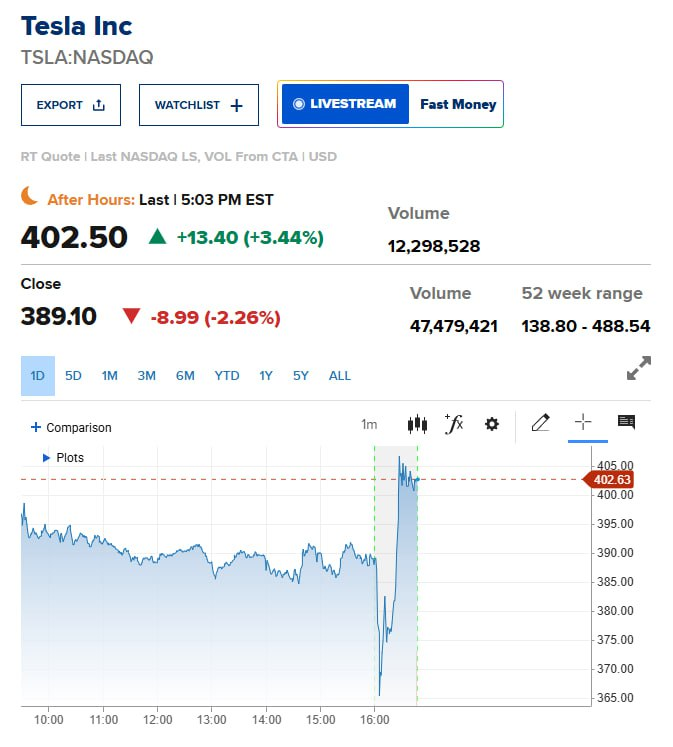 Tesla Inc
TSLA:NASDAQ
EXPORT
WATCHLIST +
LIVESTREAM Fast Money
RT Quote | Last NASDAQ LS, VOL From CTA | USD
After Hours: Last | 5:03 PM EST
Volume
402.50 +13.40 (+3.44%)
12,298,528
Close
Volume 52 week range
389.10 -8.99 (-2.26%)
47,479,421 138.80 - 488.54
1D 5D 1M 3M 6M YTD 1Y 5Y ALL
+ Comparison 1m +fx
Plots
405.00
402.63
400.00
395.00
390.00
385.00
380.00
375.00
370.00
365.00
10:00 11:00 12:00 13:00 14:00 15:00 16:00